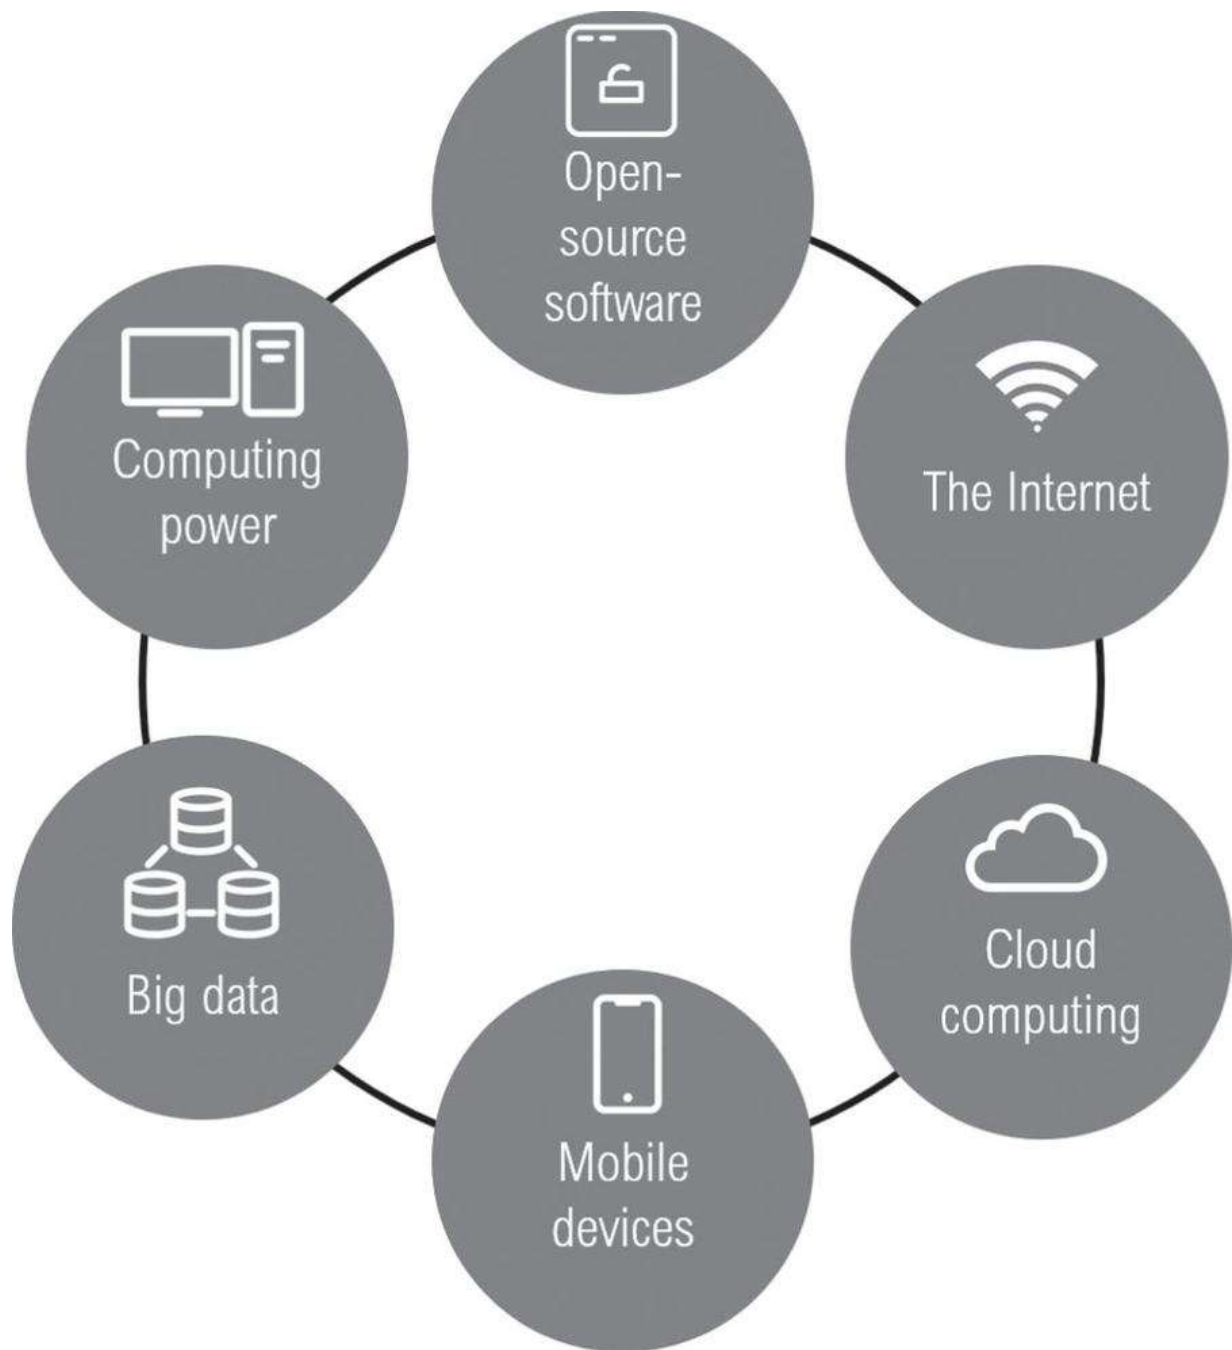 Open-
source
software
The Internet
Cloud
computing
Mobile
devices
Big data
Computing
power